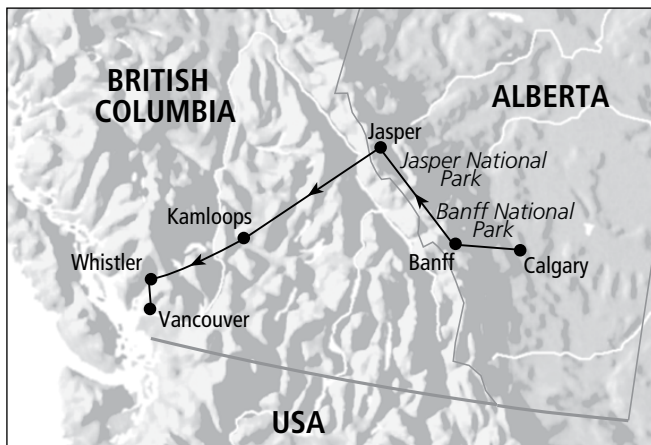 BRITISH
COLUMBIA
ALBERTA
Jasper
Jasper National
Park
Banff National
Park
Kamloops
Whistler
Banff
Calgary
Vancouver
USA